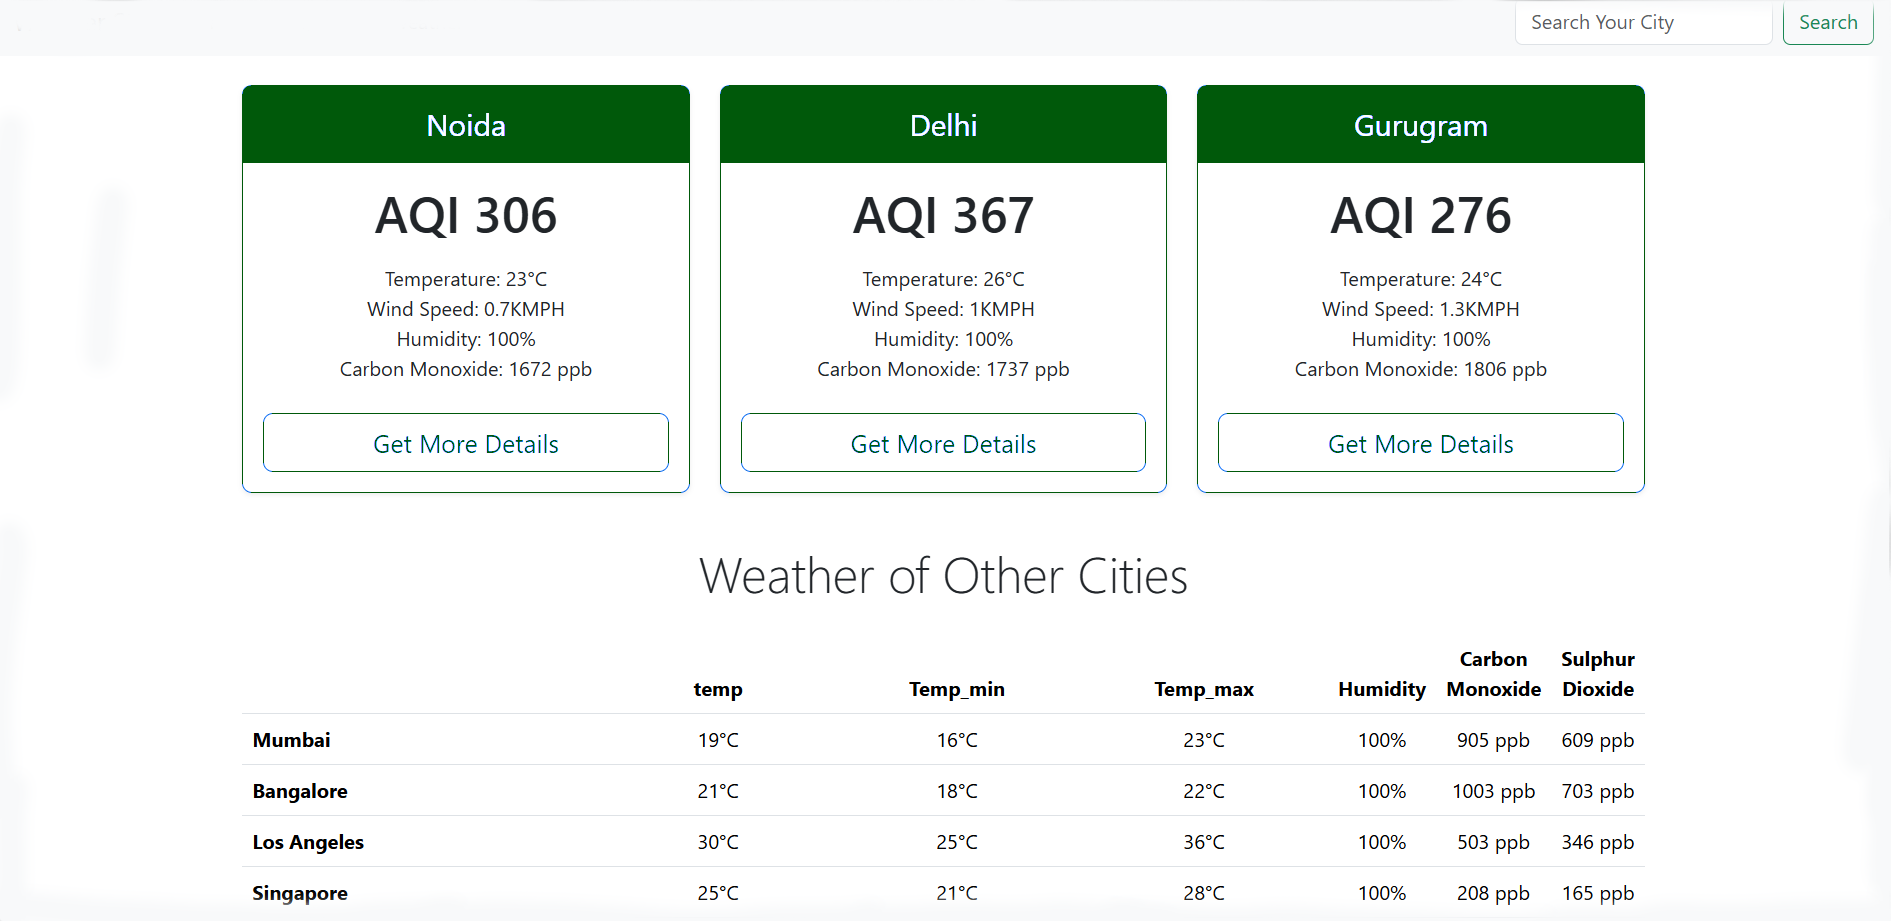 Search Your City Search
Noida Delhi Gurugram
AQI 306 AQI 367 AQI 276
Temperature: 23°C Temperature: 26°C Temperature: 24°C
Wind Speed: 0.7KMPH Wind Speed: 1KMPH Wind Speed: 1.3KMPH
Humidity: 100% Humidity: 100% Humidity: 100%
Carbon Monoxide: 1672 ppb Carbon Monoxide: 1737 ppb Carbon Monoxide: 1806 ppb
Get More Details Get More Details Get More Details
Weather of Other Cities
Carbon Sulphur
temp Temp_min Temp_max Humidity Monoxide Dioxide
Mumbai 19°C 16°C 23°C 100% 905 ppb 609 ppb
Bangalore 21°C 18°C 22°C 100% 1003 ppb 703 ppb
Los Angeles 30°C 25°C 36°C 100% 503 ppb 346 ppb
Singapore 25°C 21°C 28°C 100% 208 ppb 165 ppb